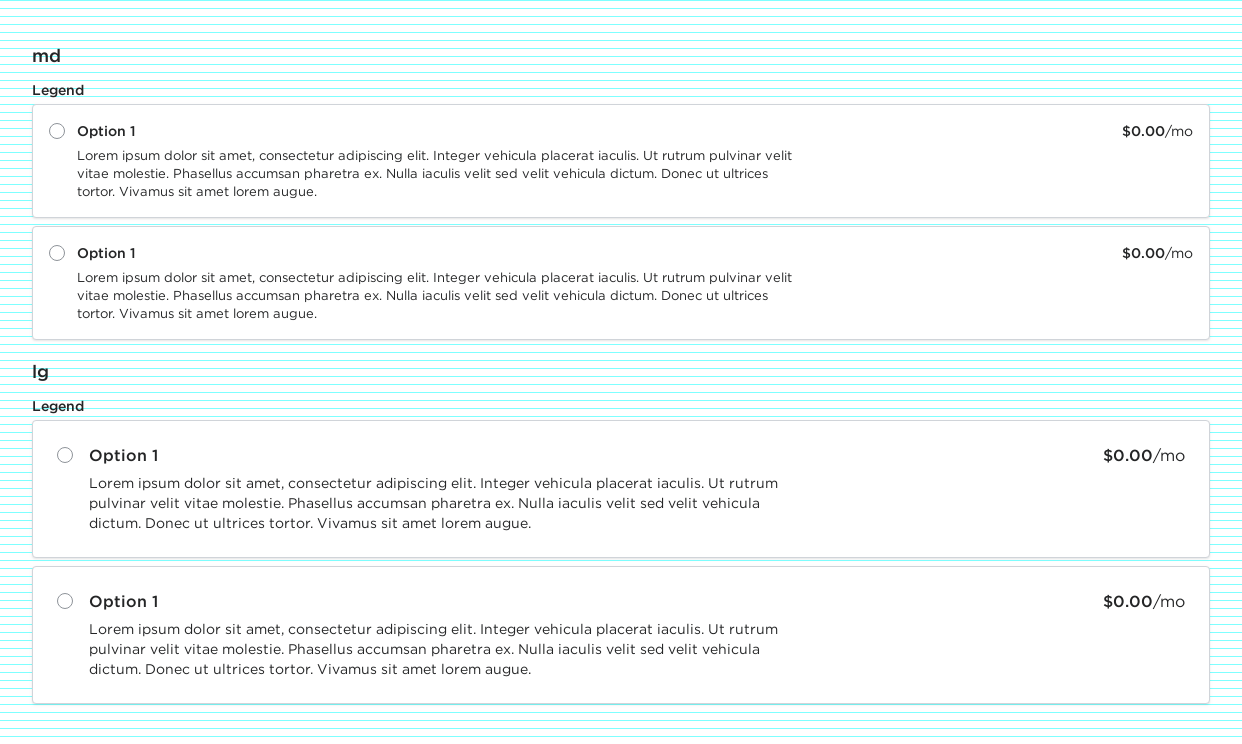 md
Legend
Option 1 $0.00/mo
Lorem ipsum dolor sit amet, consectetur adipiscing elit. Integer vehicula placerat iaculis. Ut rutrum pulvinar velit
vitae molestie. Phasellus accumsan pharetra ex. Nulla iaculis velit sed velit vehicula dictum. Donec ut ultrices
tortor. Vivamus sit amet lorem augue.
Option 1 $0.00/mo
Lorem ipsum dolor sit amet, consectetur adipiscing elit. Integer vehicula placerat iaculis. Ut rutrum pulvinar velit
vitae molestie. Phasellus accumsan pharetra ex. Nulla iaculis velit sed velit vehicula dictum. Donec ut ultrices
tortor. Vivamus sit amet lorem augue.
lg
Legend
Option 1 $0.00/mo
Lorem ipsum dolor sit amet, consectetur adipiscing elit. Integer vehicula placerat iaculis. Ut rutrum
pulvinar velit vitae molestie. Phasellus accumsan pharetra ex. Nulla iaculis velit sed velit vehicula
dictum. Donec ut ultrices tortor. Vivamus sit amet lorem augue.
Option 1 $0.00/mo
Lorem ipsum dolor sit amet, consectetur adipiscing elit. Integer vehicula placerat iaculis. Ut rutrum
pulvinar velit vitae molestie. Phasellus accumsan pharetra ex. Nulla iaculis velit sed velit vehicula
dictum. Donec ut ultrices tortor. Vivamus sit amet lorem augue.